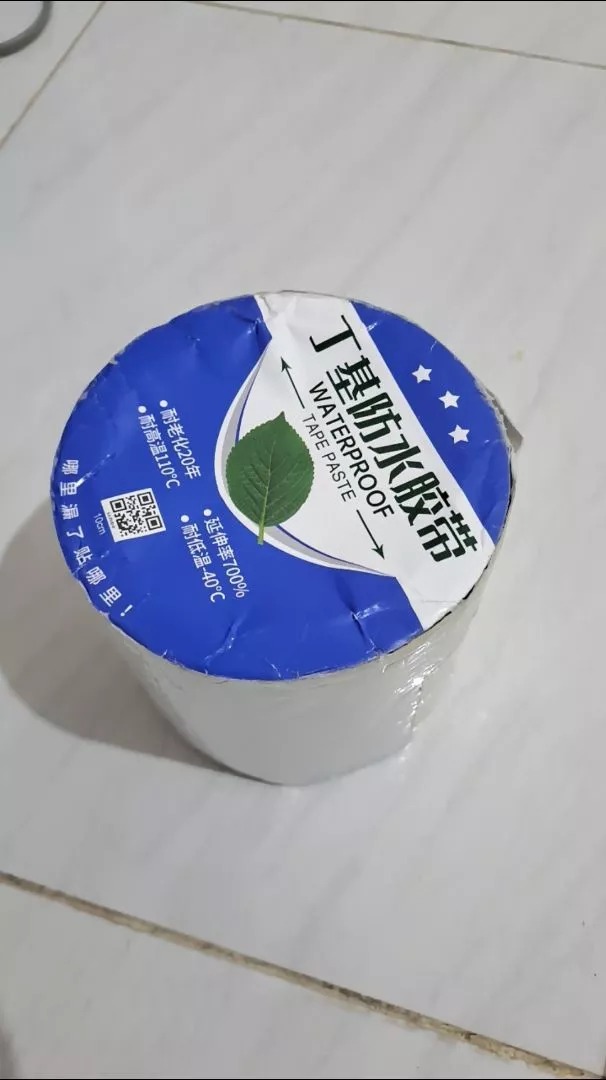 丁基防水胶带
WATERPROOF
TAPE PASTE
耐老化20年
耐高温110°C
延伸率700%
耐低温-40°C
10cm
哪里漏了贴哪里！